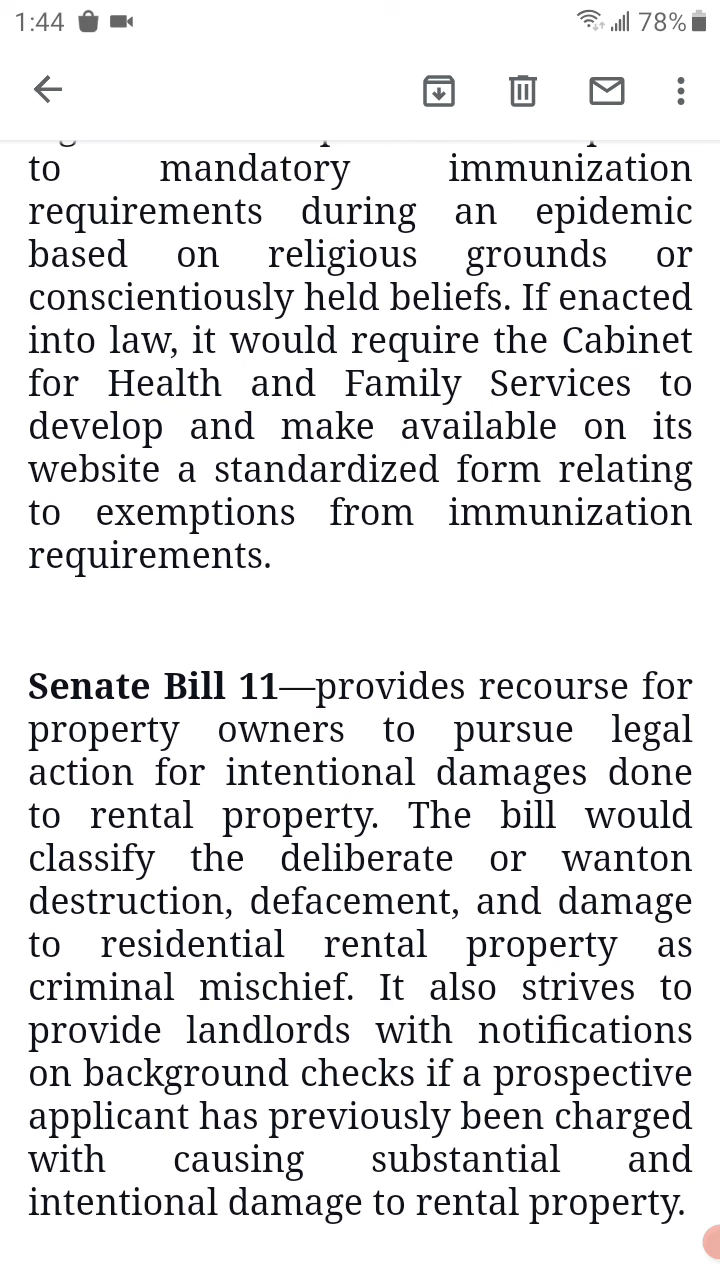 1:44
78%
to mandatory immunization
requirements during an epidemic
based on religious grounds or
conscientiously held beliefs. If enacted
into law, it would require the Cabinet
for Health and Family Services to
develop and make available on its
website a standardized form relating
to exemptions from immunization
requirements.
Senate Bill 11—provides recourse for
property owners to pursue legal
action for intentional damages done
to rental property. The bill would
classify the deliberate or wanton
destruction, defacement, and damage
to residential rental property as
criminal mischief. It also strives to
provide landlords with notifications
on background checks if a prospective
applicant has previously been charged
with causing substantial and
intentional damage to rental property.